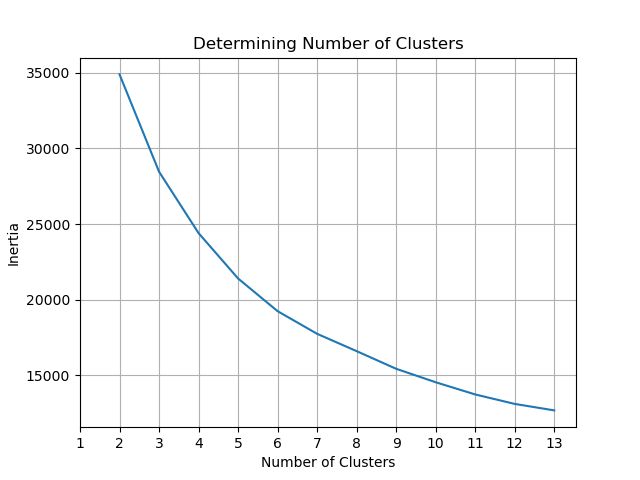 Determining Number of Clusters
35000
30000
25000
20000
15000
Inertia
1 2 3 4 5 6 7 8 9 10 11 12 13
Number of Clusters